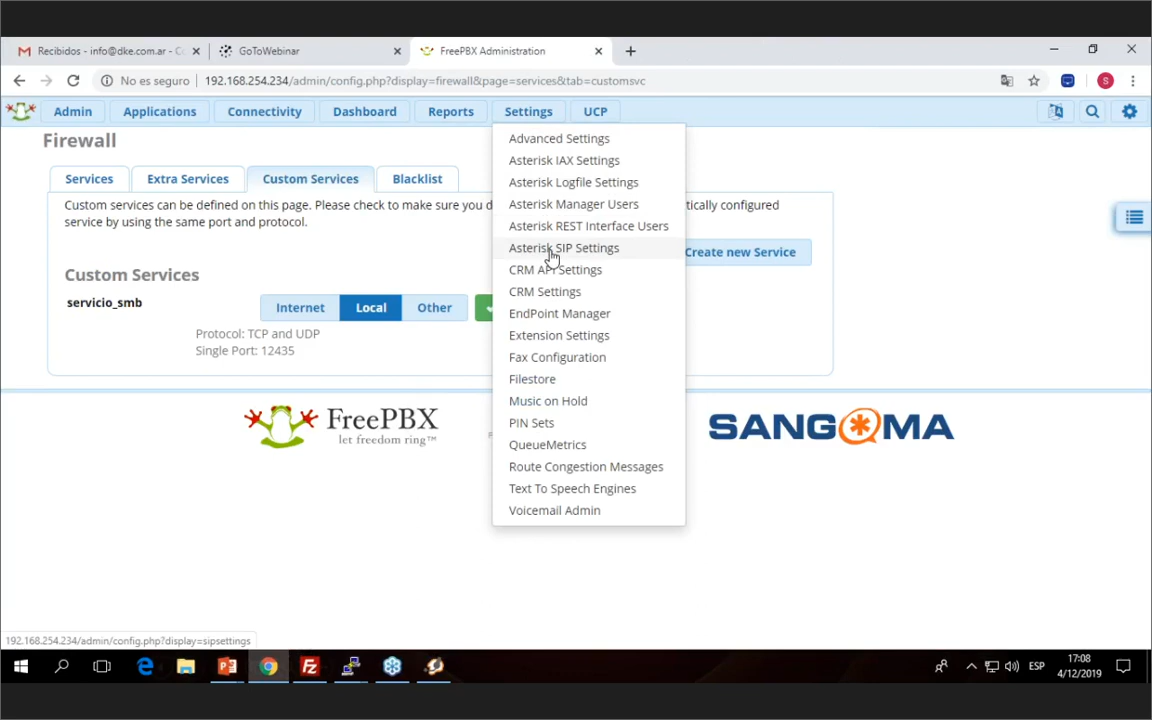 Recibidos - info@dke.com.ar - Co
GoToWebinar
FreePBX Administration
No es seguro
192.168.254.234/admin/config.php?display=firewall&page=services&tab=customsvc
Admin
Applications
Connectivity
Dashboard
Reports
Settings
UCP
Firewall
Services
Extra Services
Custom Services
Blacklist
Custom services can be defined on this page. Please check to make sure you d
tically configured
service by using the same port and protocol.
Create new Service
Custom Services
servicio_smb
Internet
Local
Other
Protocol: TCP and UDP
Single Port: 12435
Advanced Settings
Asterisk IAX Settings
Asterisk Logfile Settings
Asterisk Manager Users
Asterisk REST Interface Users
Asterisk SIP Settings
CRM API Settings
CRM Settings
EndPoint Manager
Extension Settings
Fax Configuration
Filestore
Music on Hold
PIN Sets
QueueMetrics
Route Congestion Messages
Text To Speech Engines
Voicemail Admin
FreePBX
let freedom ring™
SANGOMA
192.168.254.234/admin/config.php?display=sipsettings
ESP
17:08
4/12/2019